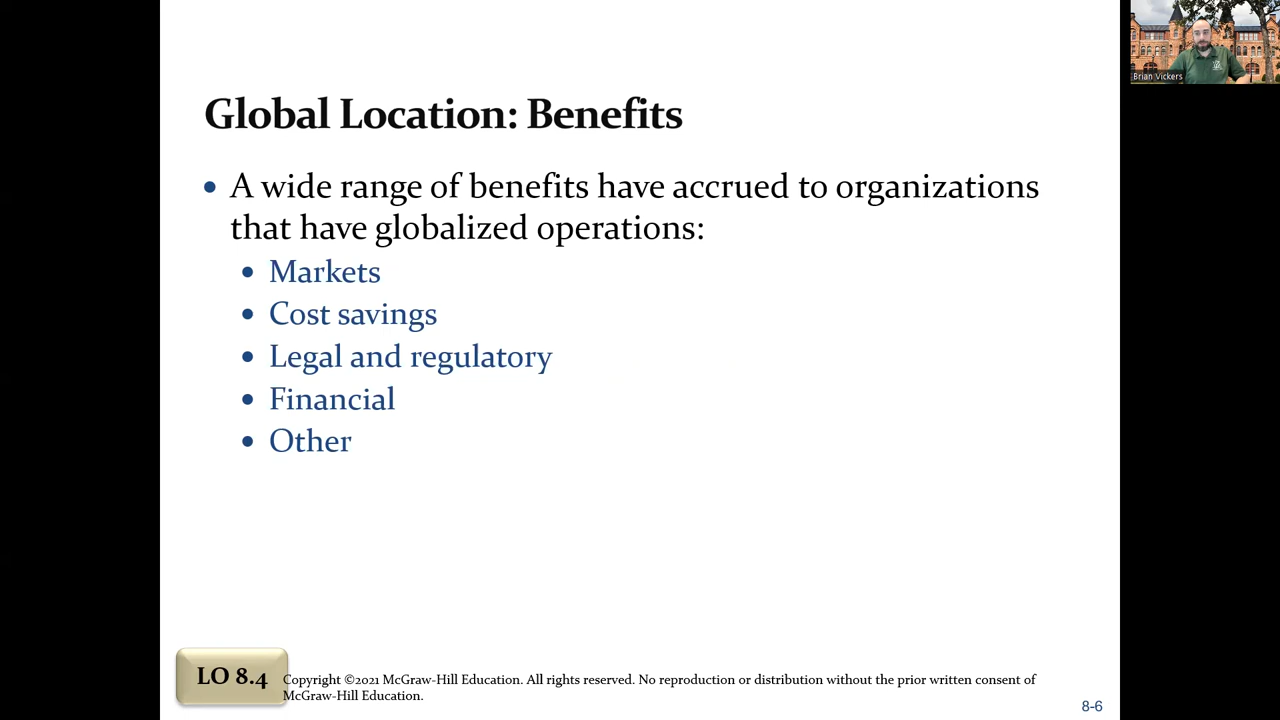 Brian Vickers
Global Location: Benefits
• A wide range of benefits have accrued to organizations
that have globalized operations:
• Markets
• Cost savings
• Legal and regulatory
• Financial
• Other
LO 8.4
Copyright ©2021 McGraw-Hill Education. All rights reserved. No reproduction or distribution without the prior written consent of
McGraw-Hill Education.
8-6